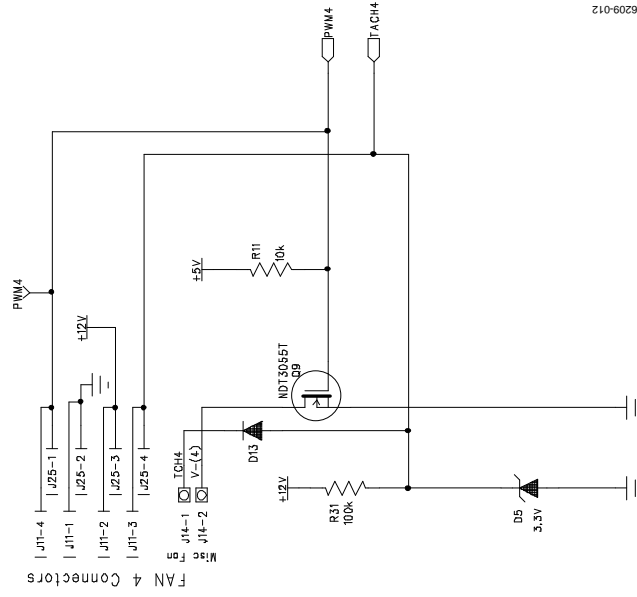 6209-012
PWM4
TACH4
PWM4
+12V
+5V
R11
10k
J11-4
J25-1
J11-1
J25-2
J11-2
J25-3
J11-3
J25-4
FAN 4 Connectors
Misc Fan
J14-1
TCH4
J14-2
V-(4)
D13
NDT3055T
Q9
+12V
R31
100k
D5
3.3V